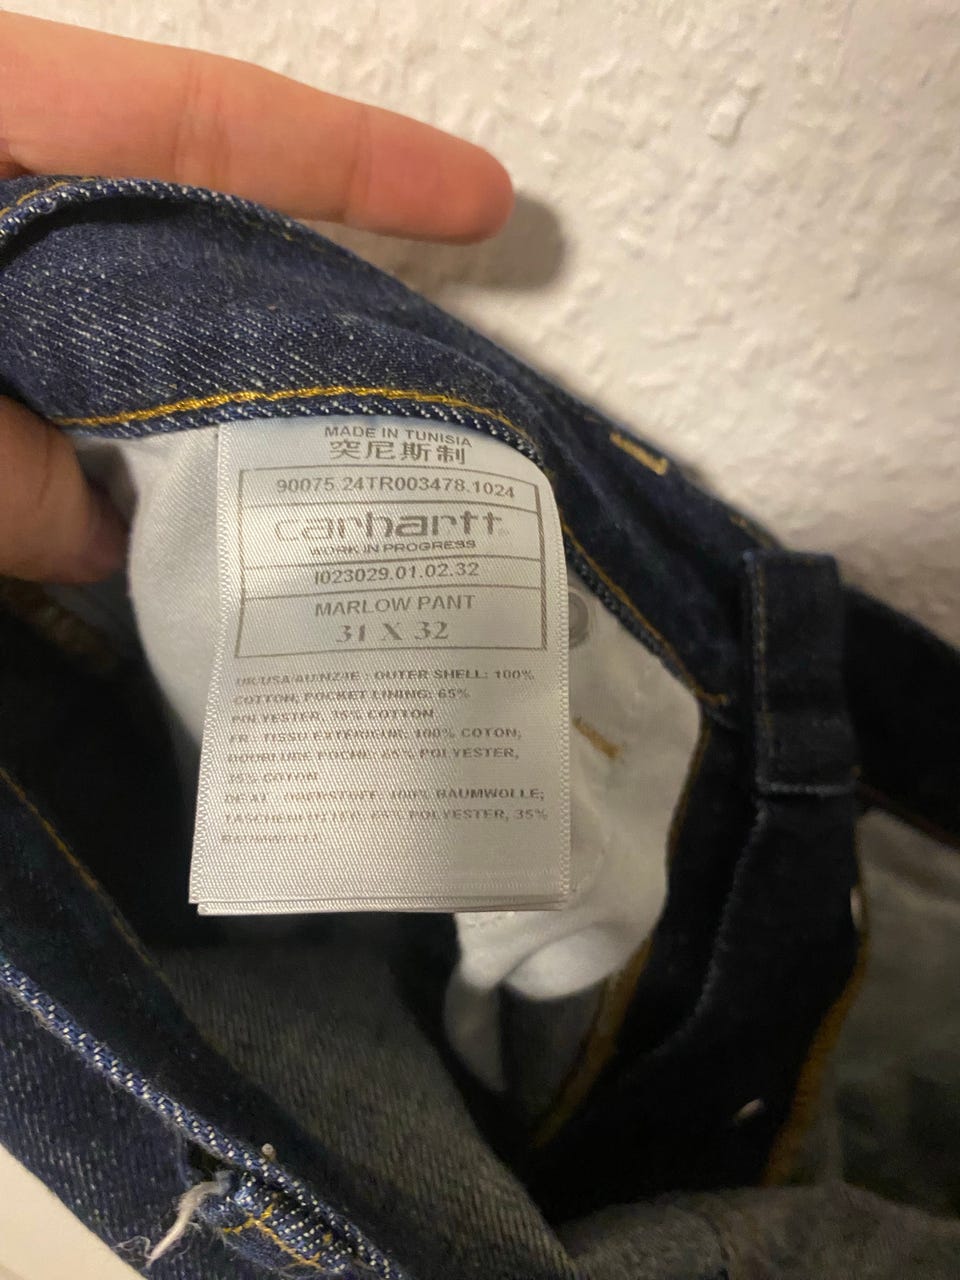 MADE IN TUNISIA
突尼斯制
90075 24TR003478.1024
carhartt
WORK IN PROGRESS
I023029.01.02.32
MARLOW PANT
31 X 32
UK/USA/AU/NZ/IE : OUTER SHELL: 100%
COTTON, POCKET LINING: 65%
POLYESTER, 35% COTTON
FR : TISSU EXTERIEUR: 100% COTON;
DOUBLURE POCHE: 65% POLYESTER,
35% COTON
DE/AT : OBERSTOFF: 100% BAUMWOLLE;
TASCHENFUTTER: 65% POLYESTER, 35%
BAUMWOLLE